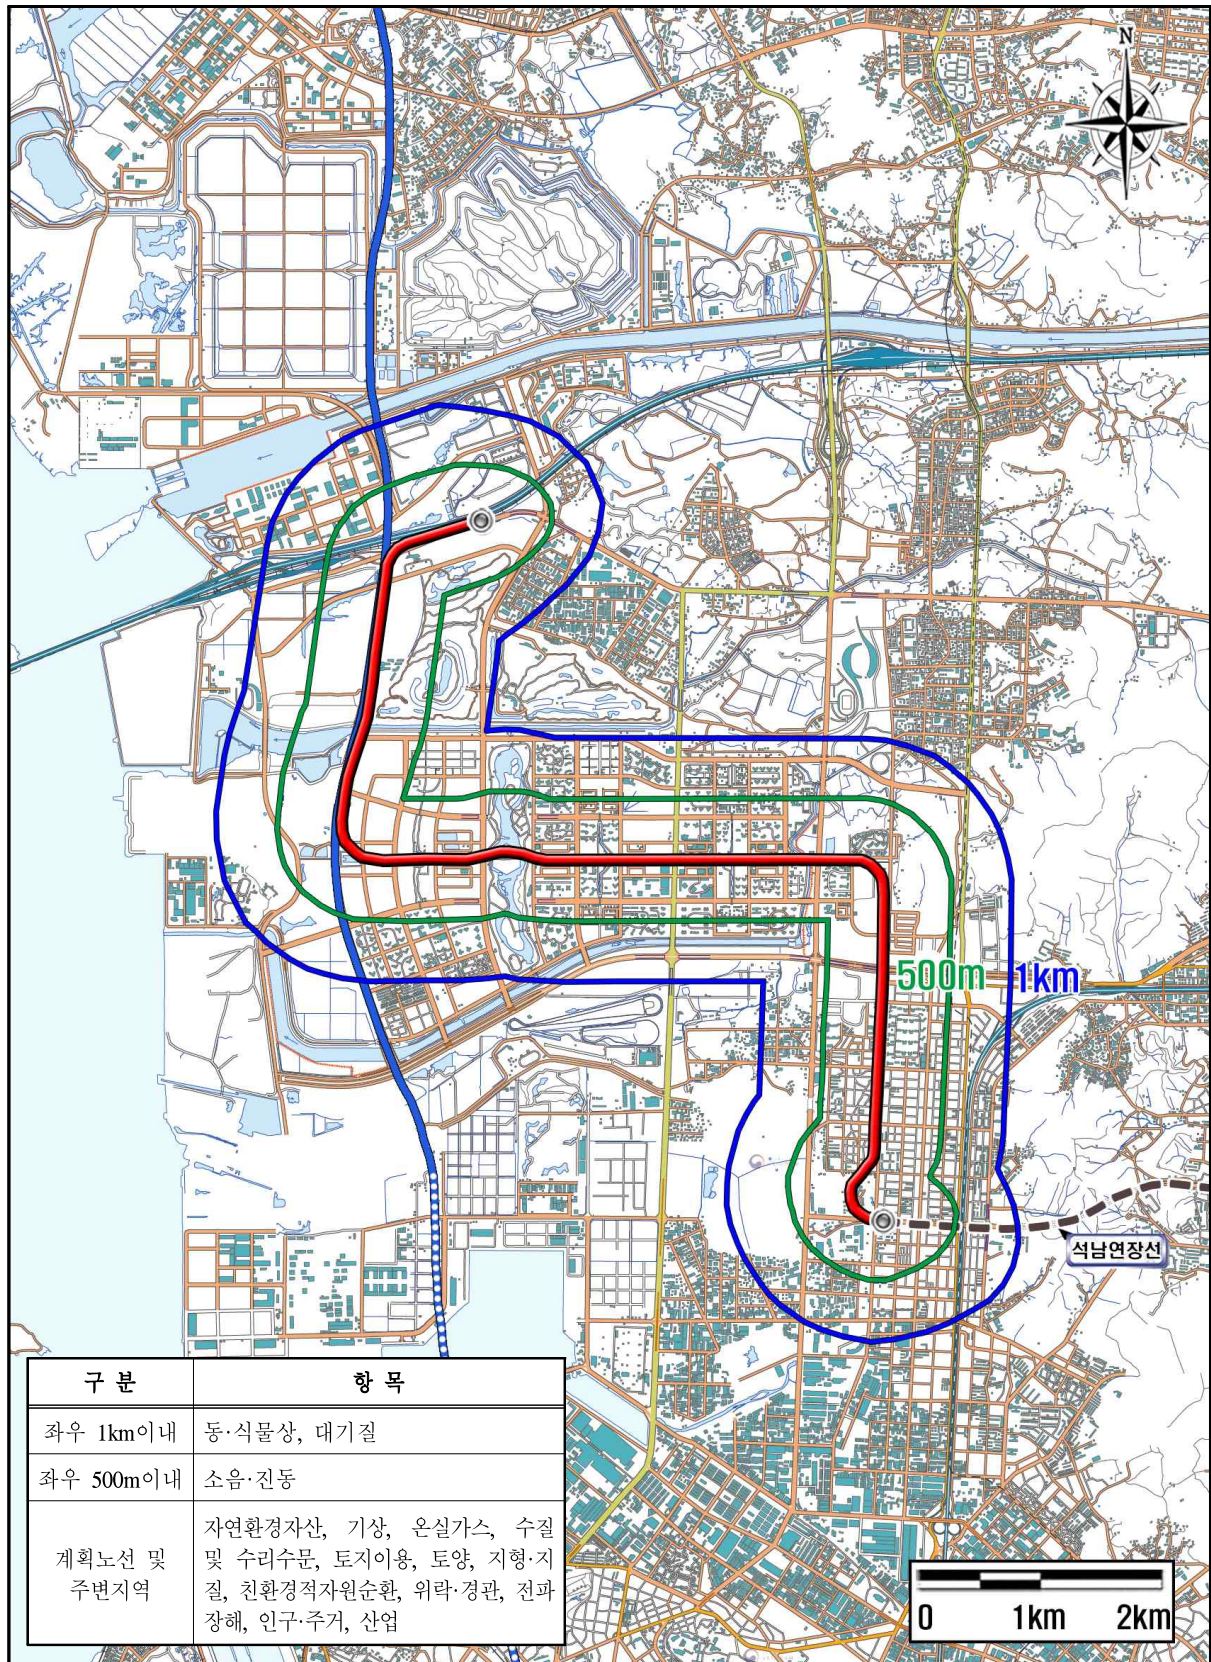 N
500m 1km
석남연장선
구 분 항 목
좌우 1km이내 동·식물상, 대기질
좌우 500m이내 소음·진동
계획노선 및
주변지역
자연환경자산, 기상, 온실가스, 수질
및 수리수문, 토지이용, 토양, 지형·지
질, 친환경적자원순환, 위락·경관, 전파
장해, 인구·주거, 산업
0 1km 2km